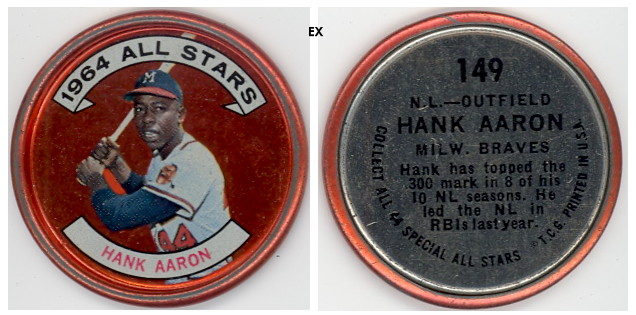 1964 ALL STARS
M
44
HANK AARON
EX
149
N.L.—OUTFIELD
HANK AARON
MILW. BRAVES
Hank has topped the
300 mark in 8 of his
10 NL seasons. He
led the NL in
RBIs last year.
COLLECT ALL 44 SPECIAL ALL STARS
T.C.G. PRINTED IN U.S.A.